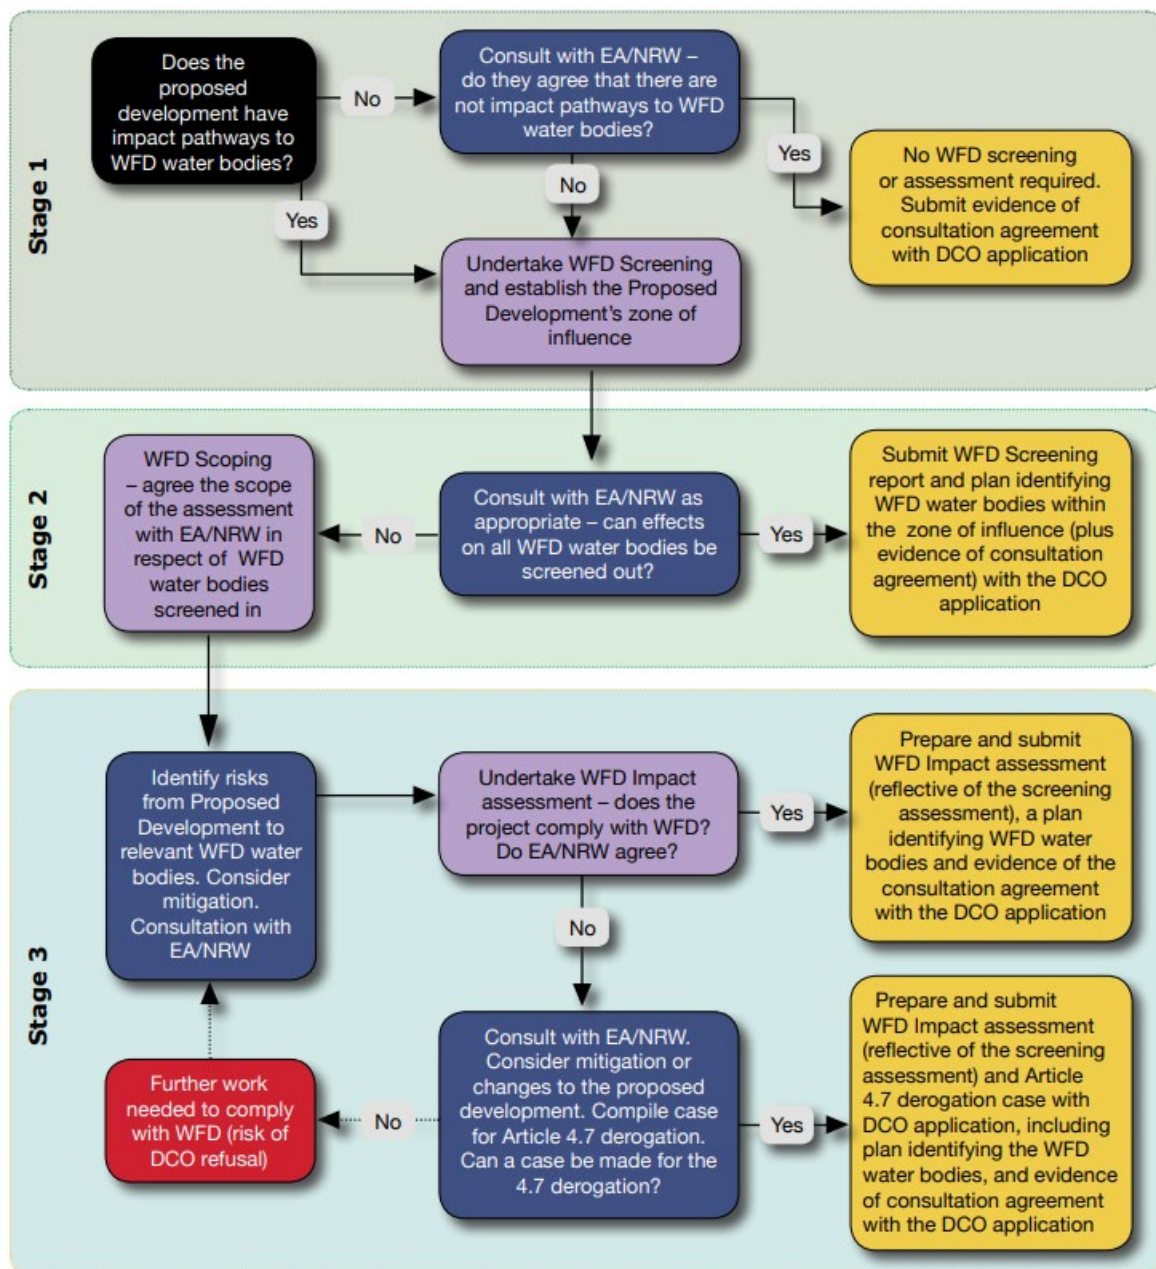 Stage 1
Does the
proposed
development have
impact pathways to
WFD water bodies?
No
Consult with EA/NRW –
do they agree that there are
not impact pathways to WFD
water bodies?
Yes
No WFD screening
or assessment required.
Submit evidence of
consultation agreement
with DCO application
No
Yes
Undertake WFD Screening
and establish the Proposed
Development’s zone of
influence
Stage 2
WFD Scoping
– agree the scope
of the assessment
with EA/NRW in
respect of WFD
water bodies
screened in
No
Consult with EA/NRW as
appropriate – can effects
on all WFD water bodies be
screened out?
Yes
Submit WFD Screening
report and plan identifying
WFD water bodies within
the zone of influence (plus
evidence of consultation
agreement) with the DCO
application
Stage 3
Identify risks
from Proposed
Development to
relevant WFD water
bodies. Consider
mitigation.
Consultation with
EA/NRW
Undertake WFD Impact
assessment – does the
project comply with WFD?
Do EA/NRW agree?
Yes
Prepare and submit
WFD Impact assessment
(reflective of the screening
assessment), a plan
identifying WFD water
bodies and evidence of the
consultation agreement
with the DCO application
No
Further work
needed to comply
with WFD (risk of
DCO refusal)
No
Consult with EA/NRW.
Consider mitigation or
changes to the proposed
development. Compile case
for Article 4.7 derogation.
Can a case be made for the
4.7 derogation?
Yes
Prepare and submit
WFD Impact assessment
(reflective of the screening
assessment) and Article
4.7 derogation case with
DCO application, including
plan identifying the WFD
water bodies, and evidence
of consultation agreement
with the DCO application